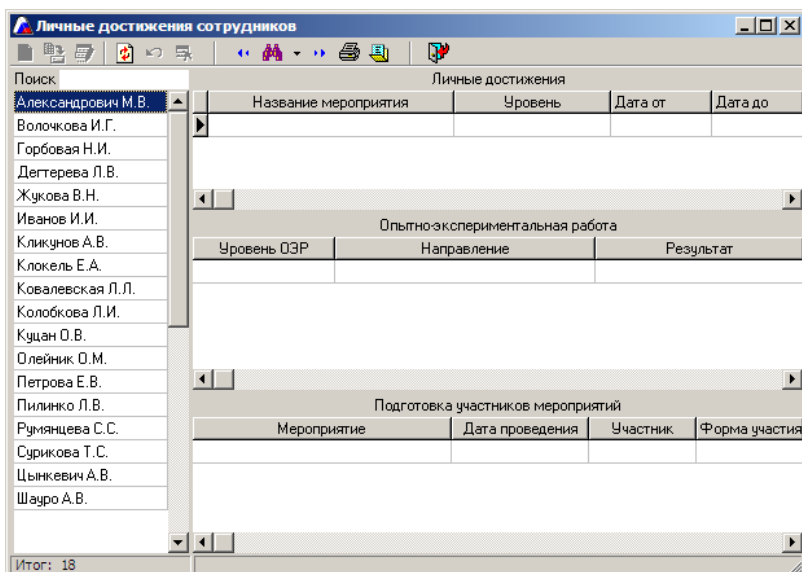 Личные достижения сотрудников
Поиск
Александрович М.В.
Волочкова И.Г.
Горбовая Н.И.
Дегтерева Л.В.
Жукова В.Н.
Иванов И.И.
Кликунов А.В.
Клокель Е.А.
Ковалевская Л.Л.
Колобкова Л.И.
Куцан О.В.
Олейник О.М.
Петрова Е.В.
Пилинко Л.В.
Румянцева С.С.
Сурикова Т.С.
Цынкевич А.В.
Шауро А.В.
Итог: 18
Личные достижения
Название мероприятия Уровень Дата от Дата до
Опытно-экспериментальная работа
Уровень ОЭР Направление Результат
Подготовка участников мероприятий
Мероприятие Дата проведения Участник Форма участия